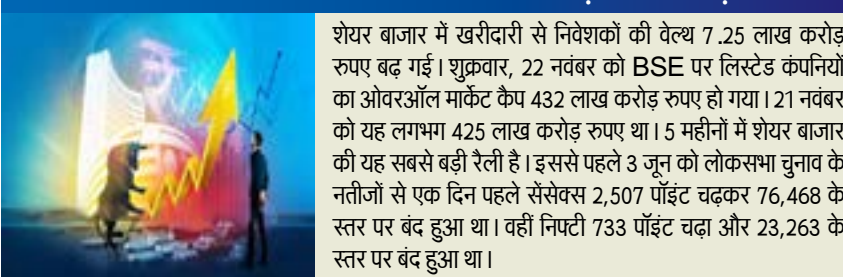 शेयर बाजार में खरीदारी से निवेशकों की वेल्थ 7.25 लाख करोड़
रुपए बढ़ गई। शुक्रवार, 22 नवंबर को BSE पर लिस्टेड कंपनियों
का ओवरऑल मार्केट कैप 432 लाख करोड़ रुपए हो गया। 21 नवंबर
को यह लगभग 425 लाख करोड़ रुपए था। 5 महीनों में शेयर बाजार
की यह सबसे बड़ी रैली है। इससे पहले 3 जून को लोकसभा चुनाव के
नतीजों से एक दिन पहले सेंसेक्स 2,507 पॉइंट चढ़कर 76,468 के
स्तर पर बंद हुआ था। वहीं निफ्टी 733 पॉइंट चढ़ा और 23,263 के
स्तर पर बंद हुआ था।